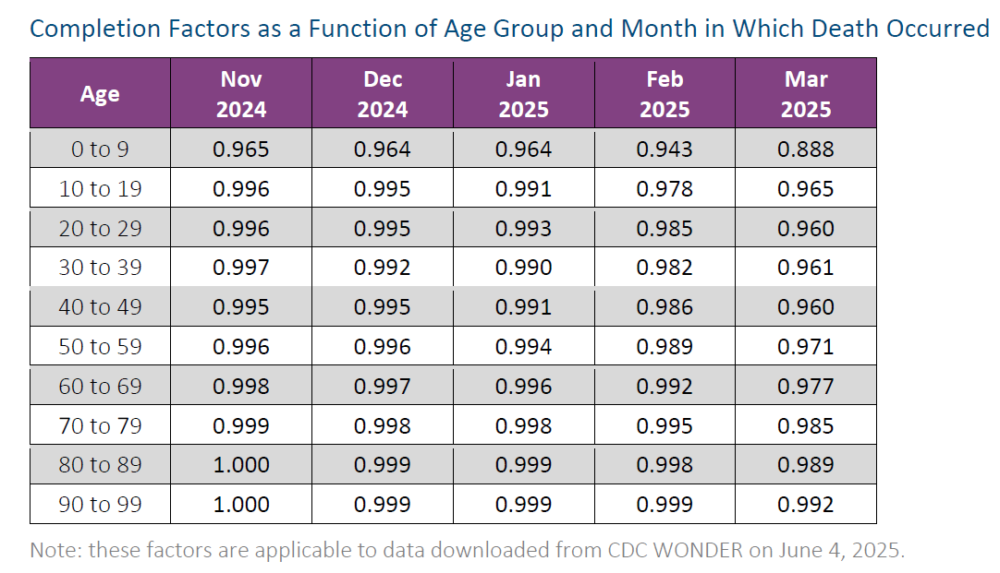 Completion Factors as a Function of Age Group and Month in Which Death Occurred
Age Nov 2024 Dec 2024 Jan 2025 Feb 2025 Mar 2025
0 to 9 0.965 0.964 0.964 0.943 0.888
10 to 19 0.996 0.995 0.991 0.978 0.965
20 to 29 0.996 0.995 0.993 0.985 0.960
30 to 39 0.997 0.992 0.990 0.982 0.961
40 to 49 0.995 0.995 0.991 0.986 0.960
50 to 59 0.996 0.996 0.994 0.989 0.971
60 to 69 0.998 0.997 0.996 0.992 0.977
70 to 79 0.999 0.998 0.998 0.995 0.985
80 to 89 1.000 0.999 0.999 0.998 0.989
90 to 99 1.000 0.999 0.999 0.999 0.992
Note: these factors are applicable to data downloaded from CDC WONDER on June 4, 2025.